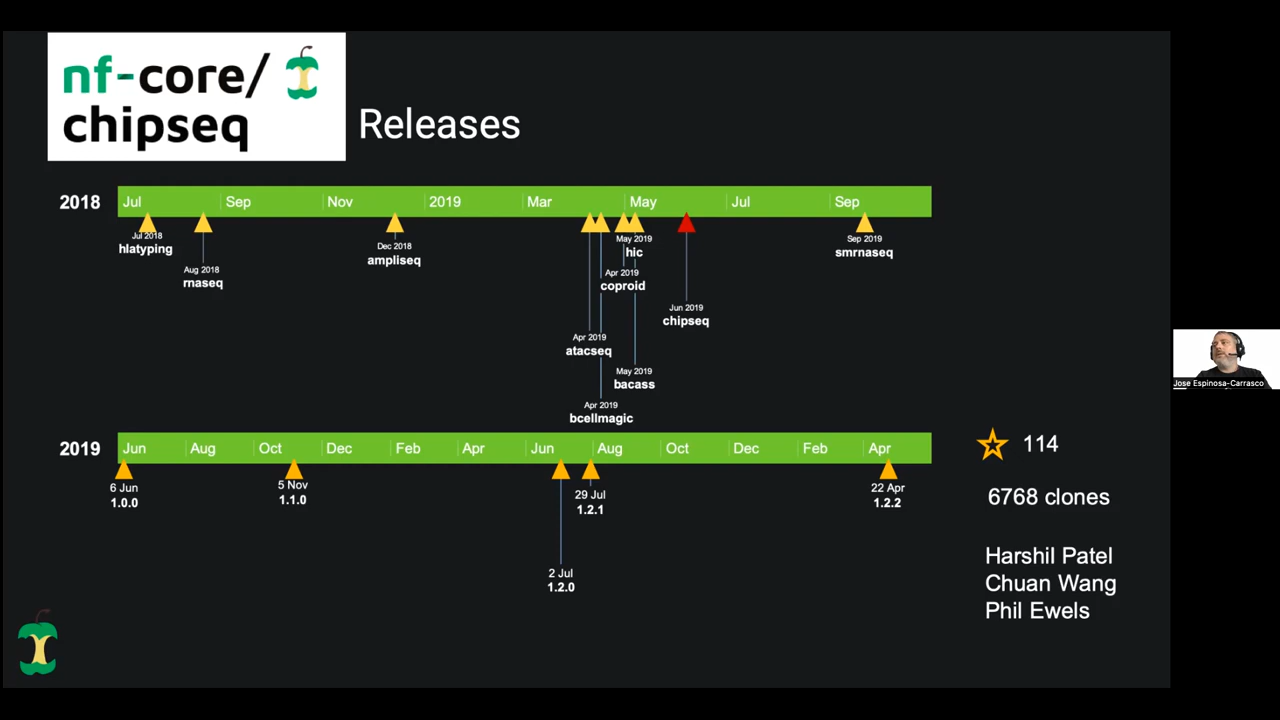 nf-core/
chipseq
Releases
2018
Jul
Sep
Nov
2019
Mar
May
Jul
Sep
Jul 2018
hlatyping
Aug 2018
rnaseq
Dec 2018
ampliseq
May 2019
hic
Apr 2019
coproid
Jun 2019
chipseq
Sep 2019
smrnaseq
Apr 2019
atacseq
May 2019
bacass
Apr 2019
bcellmagic
2019
Jun
Aug
Oct
Dec
Feb
Apr
Jun
Aug
Oct
Dec
Feb
Apr
6 Jun
1.0.0
5 Nov
1.1.0
29 Jul
1.2.1
22 Apr
1.2.2
2 Jul
1.2.0
114
6768 clones
Harshil Patel
Chuan Wang
Phil Ewels
Jose Espinosa-Carrasco